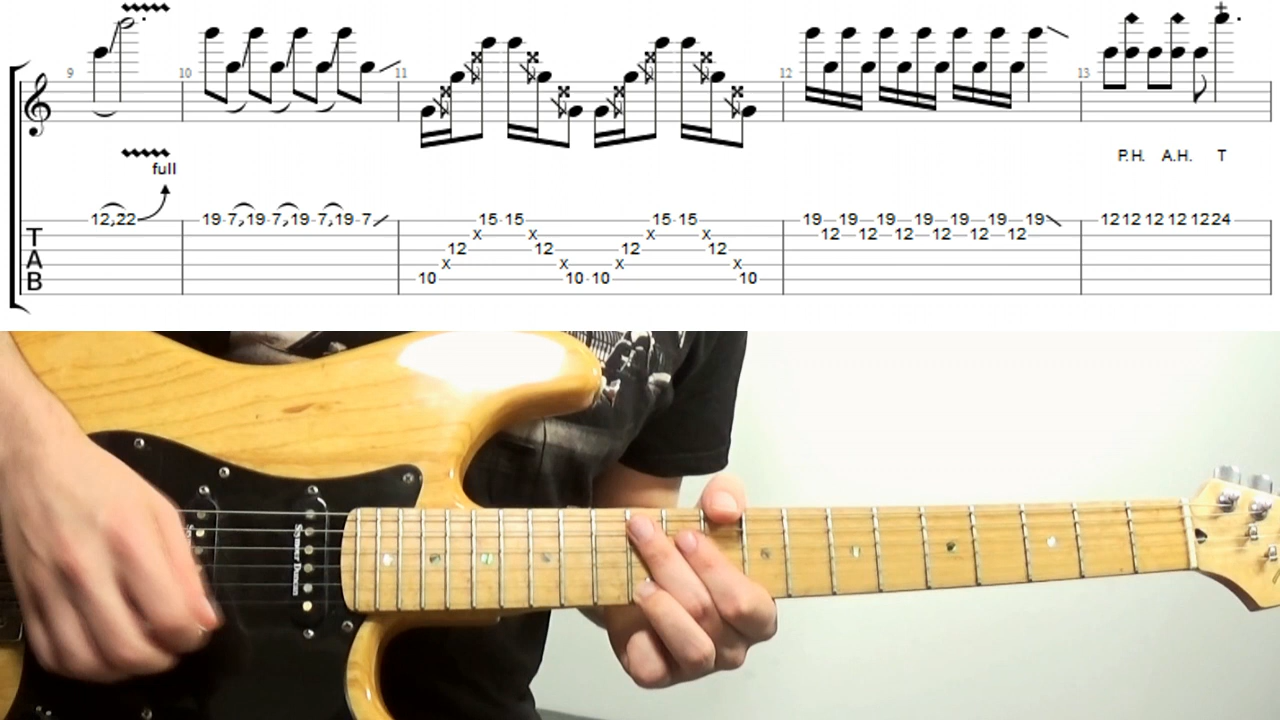 9 10 11 12 13
P.H. A.H. T
full
12 22 19 7 19 7 19 7 19 7 15 15 15 15 19 19 19 19 19 19 19 12 12 12 12 12 24
T x x x x 12 12 12 12 12 12
A 12 12 12 12
x x x x
B 10 10 10 10
Seymour Duncan